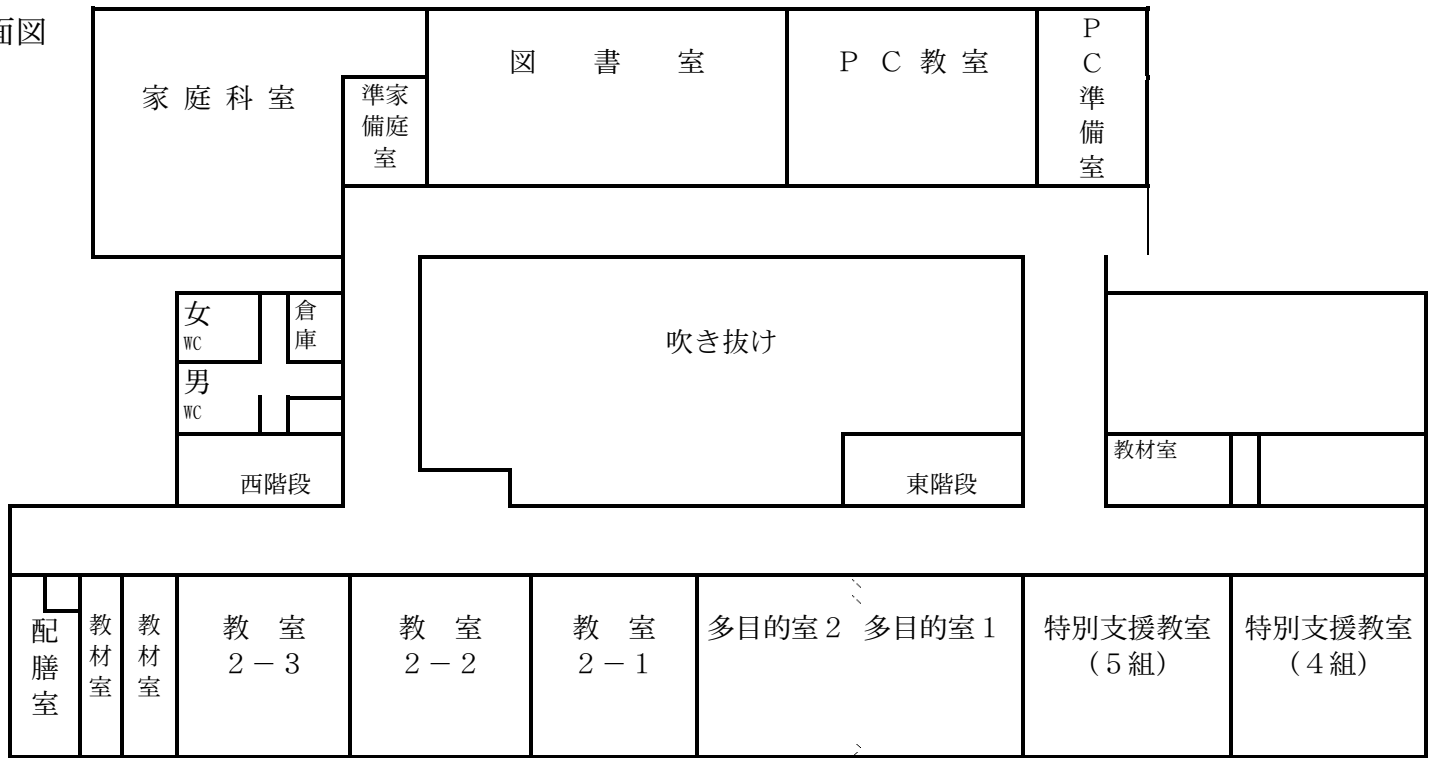 面図
家庭科室
準家
備庭
室
図書室
ＰＣ教室
Ｐ
Ｃ
準
備
室
女
WC
倉
庫
男
WC
吹き抜け
西階段
東階段
教材室
配
膳
室
教
材
室
教
材
室
教室
２－３
教室
２－２
教室
２－１
多目的室２
多目的室１
特別支援教室
（５組）
特別支援教室
（４組）